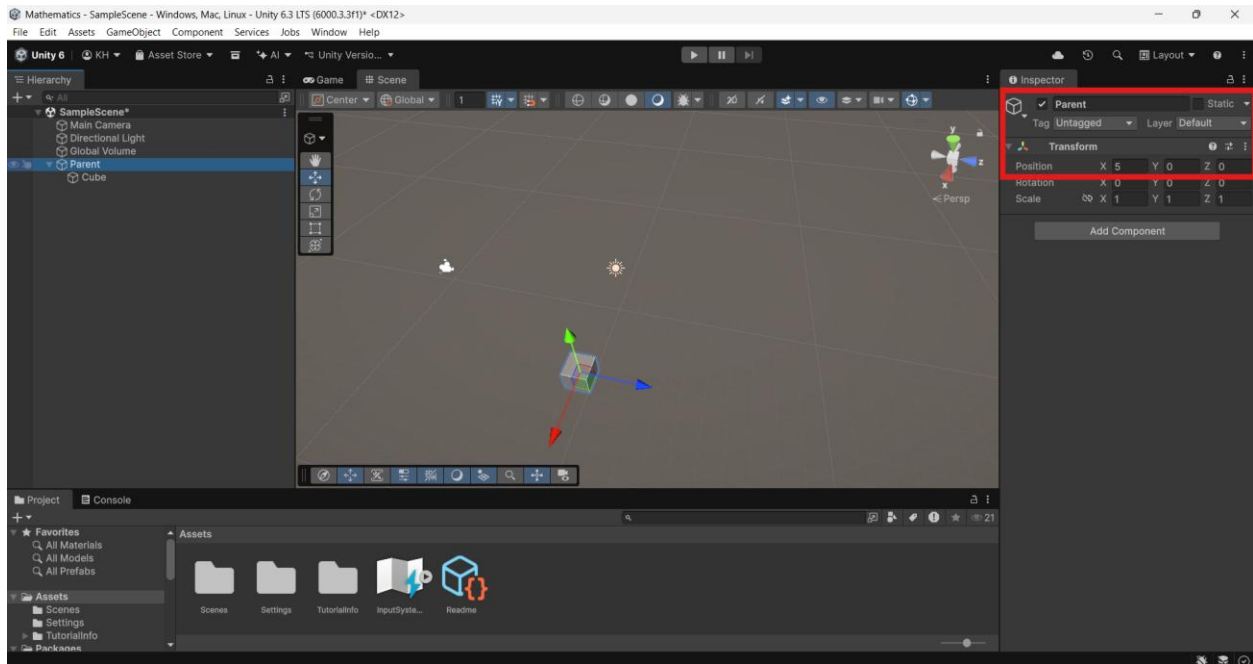 Mathematics - SampleScene - Windows, Mac, Linux - Unity 6.3 LTS (6000.3.3f1)* <DX12>
File Edit Assets GameObject Component Services Jobs Window Help
Unity 6 KH Asset Store AI Unity Versio... Layout
Hierarchy
All
SampleScene*
Main Camera
Directional Light
Global Volume
Parent
Cube
Game Scene
Center Global 1 2D
y
z
x
Persp
Inspector
Parent Static
Tag Untagged Layer Default
Transform
Position X 5 Y 0 Z 0
Rotation X 0 Y 0 Z 0
Scale X 1 Y 1 Z 1
Add Component
Project Console
21
Favorites
All Materials
All Models
All Prefabs
Assets
Scenes
Settings
TutorialInfo
Packages
Assets
Scenes Settings TutorialInfo InputSyste... Readme